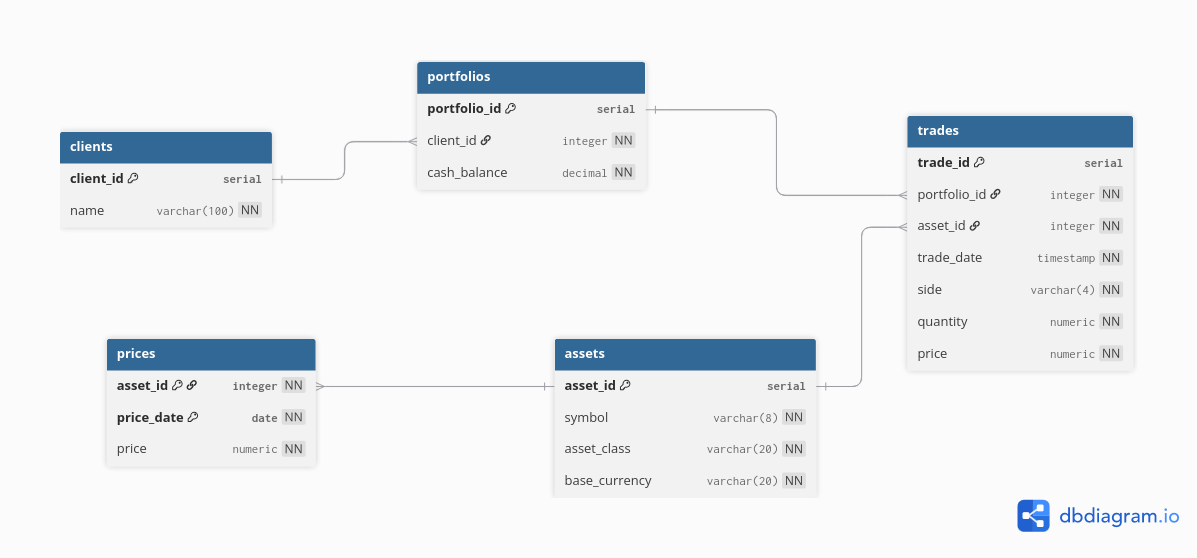 clients
client_id serial
name varchar(100) NN
portfolios
portfolio_id serial
client_id integer NN
cash_balance decimal NN
trades
trade_id serial
portfolio_id integer NN
asset_id integer NN
trade_date timestamp NN
side varchar(4) NN
quantity numeric NN
price numeric NN
prices
asset_id integer NN
price_date date NN
price numeric NN
assets
asset_id serial
symbol varchar(8) NN
asset_class varchar(20) NN
base_currency varchar(20) NN
dbdiagram.io